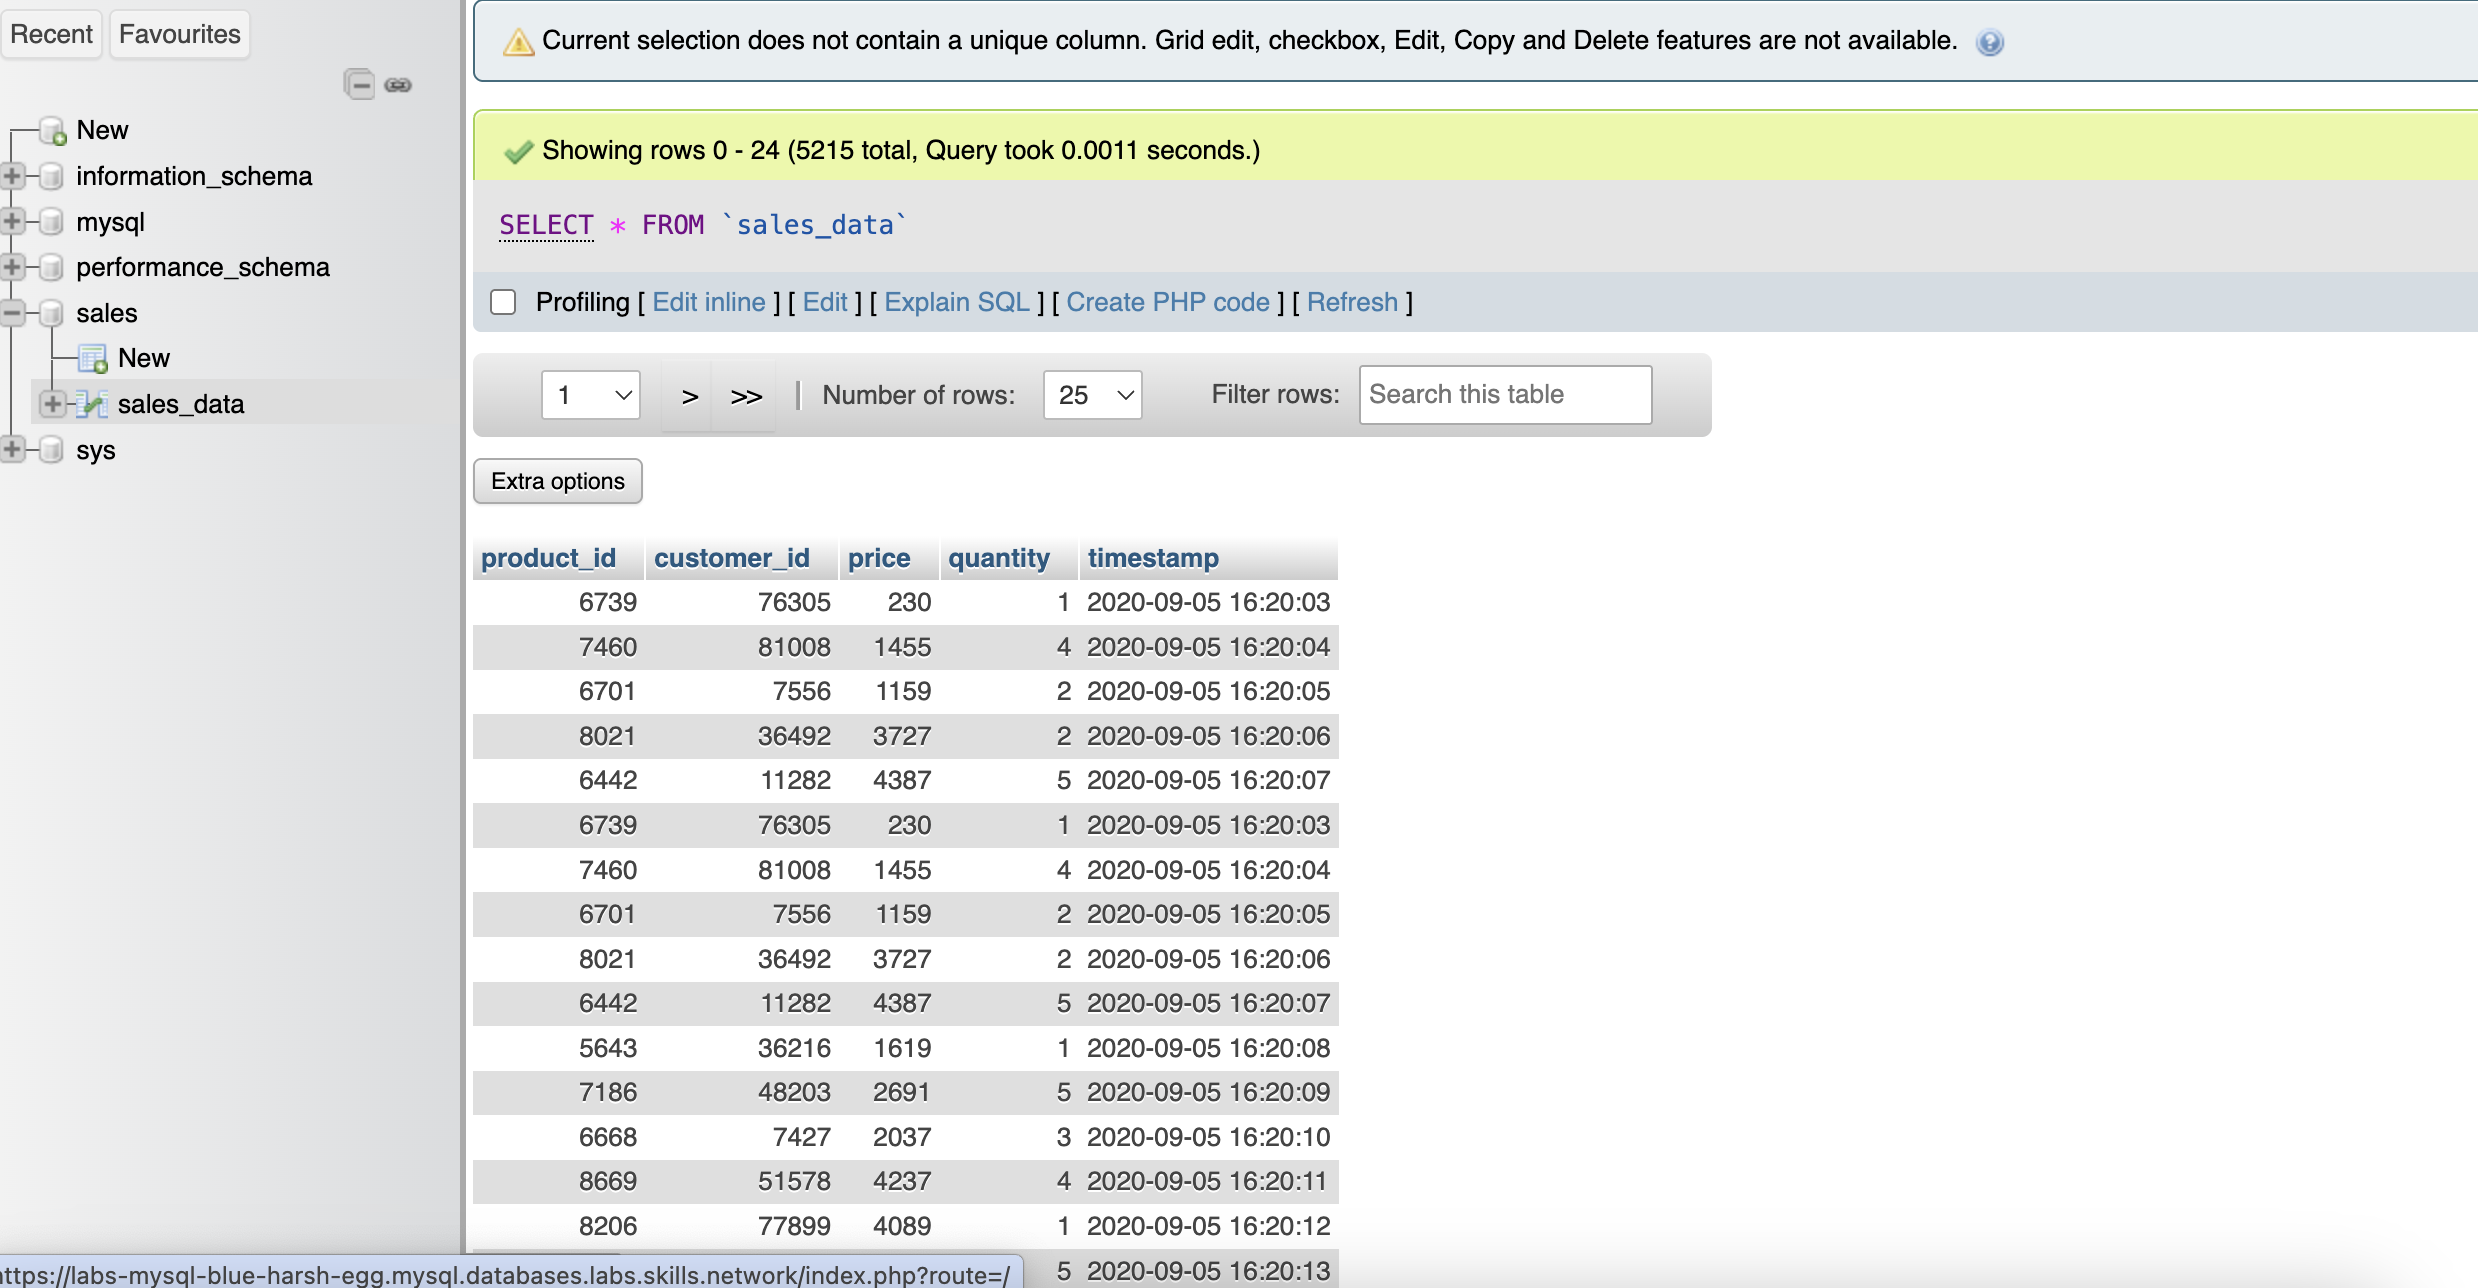 Recent Favourites
New
information_schema
mysql
performance_schema
sales
New
sales_data
sys
Current selection does not contain a unique column. Grid edit, checkbox, Edit, Copy and Delete features are not available.
Showing rows 0 - 24 (5215 total, Query took 0.0011 seconds.)
SELECT * FROM `sales_data`
Profiling [ Edit inline ] [ Edit ] [ Explain SQL ] [ Create PHP code ] [ Refresh ]
1 > >> | Number of rows: 25 Filter rows: Search this table
Extra options
product_id customer_id price quantity timestamp
6739 76305 230 1 2020-09-05 16:20:03
7460 81008 1455 4 2020-09-05 16:20:04
6701 7556 1159 2 2020-09-05 16:20:05
8021 36492 3727 2 2020-09-05 16:20:06
6442 11282 4387 5 2020-09-05 16:20:07
6739 76305 230 1 2020-09-05 16:20:03
7460 81008 1455 4 2020-09-05 16:20:04
6701 7556 1159 2 2020-09-05 16:20:05
8021 36492 3727 2 2020-09-05 16:20:06
6442 11282 4387 5 2020-09-05 16:20:07
5643 36216 1619 1 2020-09-05 16:20:08
7186 48203 2691 5 2020-09-05 16:20:09
6668 7427 2037 3 2020-09-05 16:20:10
8669 51578 4237 4 2020-09-05 16:20:11
8206 77899 4089 1 2020-09-05 16:20:12
5 2020-09-05 16:20:13
ttps://labs-mysql-blue-harsh-egg.mysql.databases.labs.skills.network/index.php?route=/